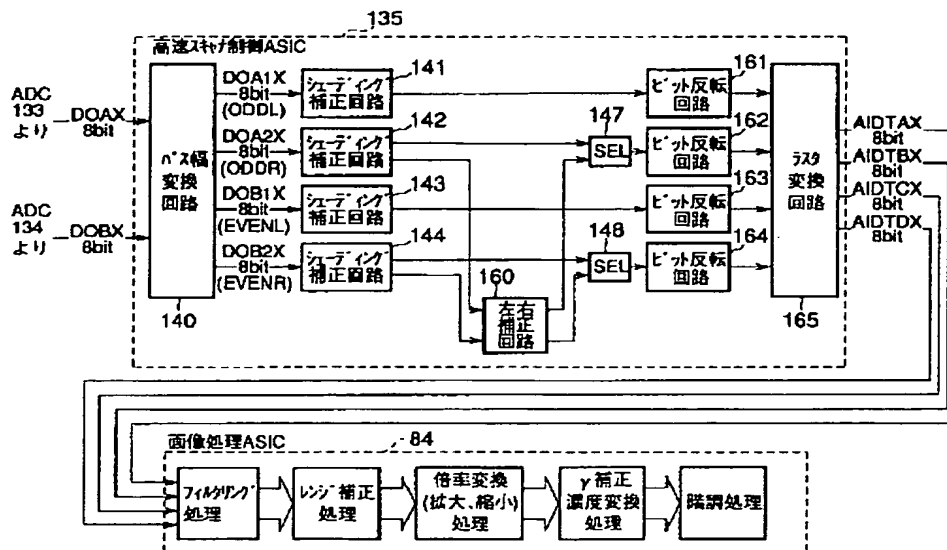 135
高速スキャナ制御ASIC
ADC
133
より
DOAX
8bit
ADC
134
より
DOBX
8bit
バス幅
変換
回路
140
DOA1X
8bit
(ODDL)
DOA2X
8bit
(ODDR)
DOB1X
8bit
(EVENL)
DOB2X
8bit
(EVENR)
シェーディング
補正回路
141
シェーディング
補正回路
142
シェーディング
補正回路
143
シェーディング
補正回路
144
160
左右
補正
回路
147
SEL
148
SEL
161
ビット反転
回路
162
ビット反転
回路
163
ビット反転
回路
164
ビット反転
回路
ラスタ
変換
回路
165
AIDTAX
8bit
AIDTBX
8bit
AIDTCX
8bit
AIDTDX
8bit
画像処理ASIC
84
フィルタリング
処理
レンジ補正
処理
倍率変換
(拡大、縮小)
処理
γ補正
濃度変換
処理
階調処理